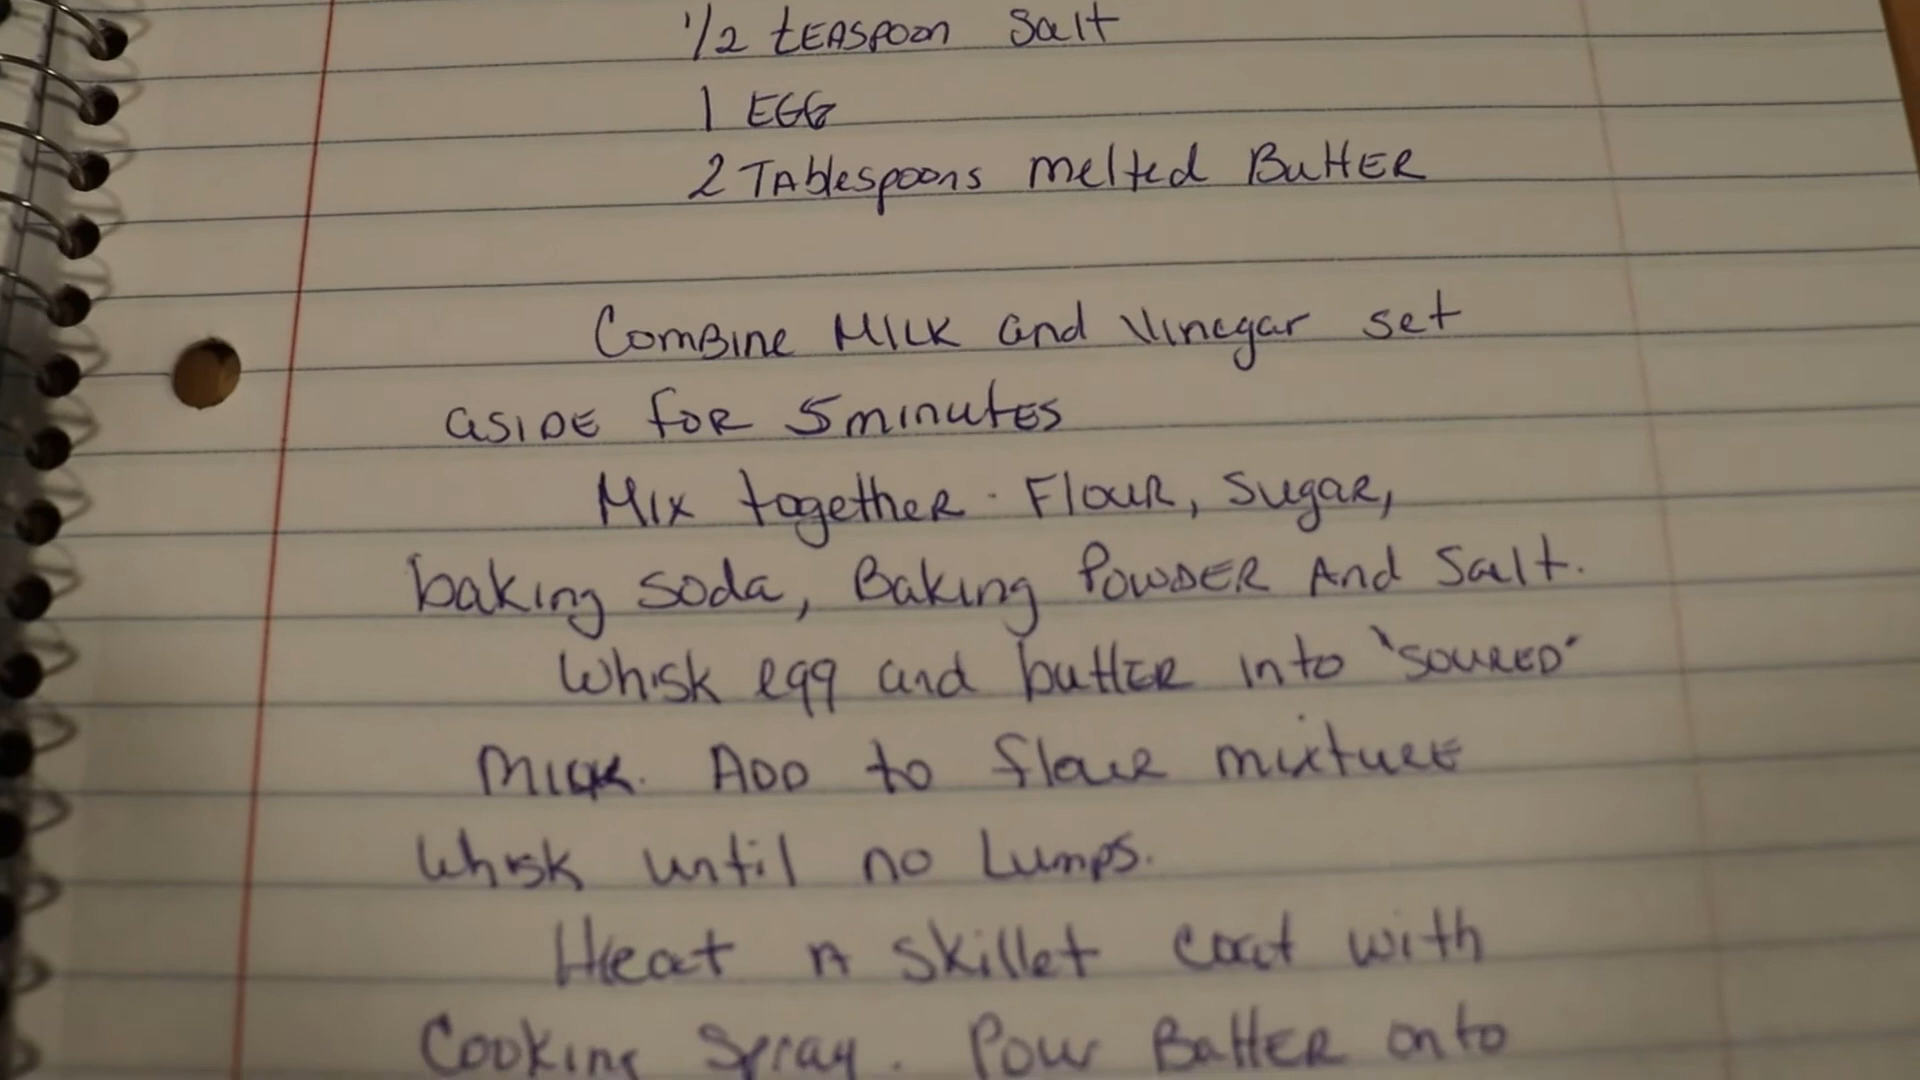 1/2 tEASpoon Salt
1 EGG
2 TAblespoons melted ButtER
ComBine MILK and Vinegar set
asIDE foR 5 minutES
MIX togetheR · FlouR, SugaR,
baking soda, Baking PowDER And Salt.
Whisk egg and buttER into 'SOURED'
MILK. ADD to flouR mixturE
Whisk until no Lumps.
Heat A Skillet coat with
Cooking Spray. Pour BattER onto